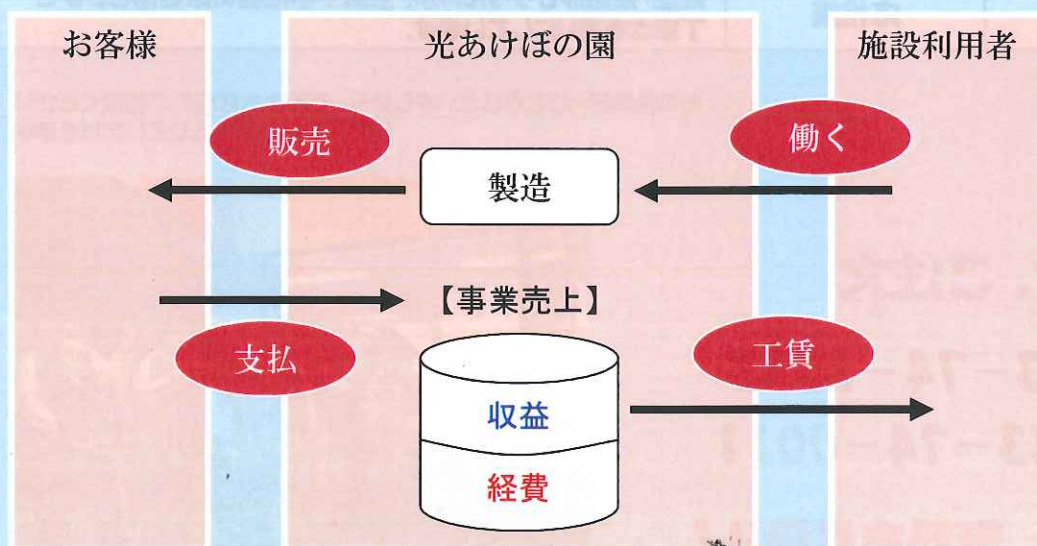 お客様
光あけぼの園
施設利用者
販売
働く
製造
【事業売上】
支払
工賃
収益
経費